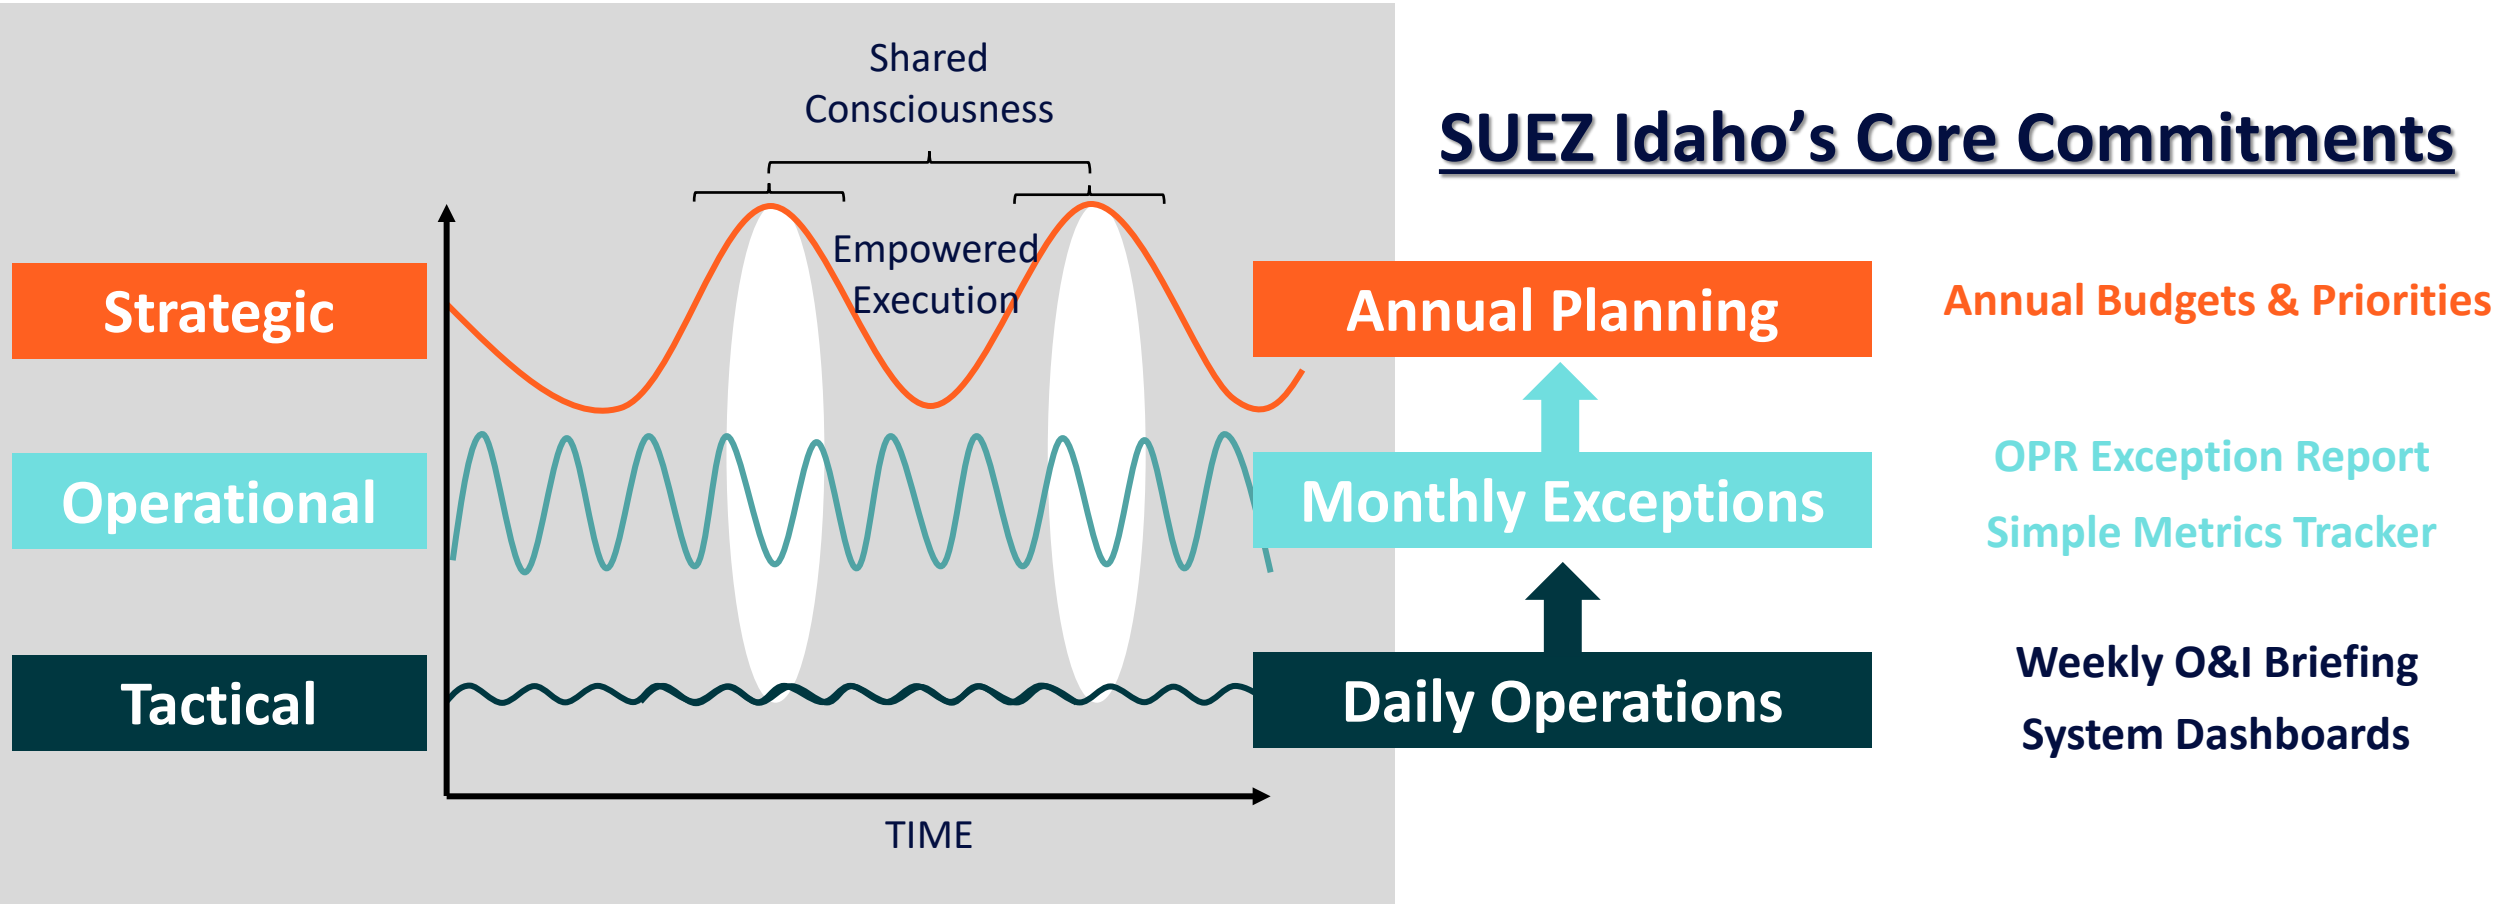 Shared
Consciousness
SUEZ Idaho’s Core Commitments
Empowered
Execution
Strategic
Annual Planning
Annual Budgets & Priorities
Operational
Monthly Exceptions
OPR Exception Report
Simple Metrics Tracker
Tactical
Daily Operations
Weekly O&I Briefing
System Dashboards
TIME